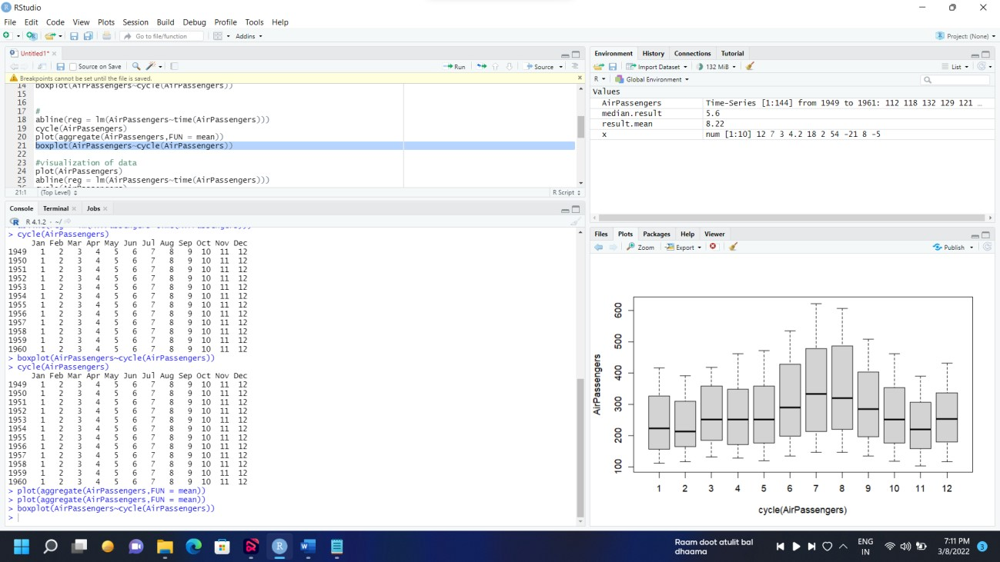 RStudio
File Edit Code View Plots Session Build Debug Profile Tools Help
Go to file/function Addins Project: (None)
Untitled1*
Source on Save Run Source
Breakpoints cannot be set until the file is saved.
14 boxplot(AirPassengers~cycle(AirPassengers))
15
16
17 #
18 abline(reg = lm(AirPassengers~time(AirPassengers)))
19 cycle(AirPassengers)
20 plot(aggregate(AirPassengers,FUN = mean))
21 boxplot(AirPassengers~cycle(AirPassengers))
22
23 #visualization of data
24 plot(AirPassengers)
25 abline(reg = lm(AirPassengers~time(AirPassengers)))
21:1 (Top Level) R Script
Console Terminal Jobs
R 4.1.2 · ~/
> cycle(AirPassengers)
Jan Feb Mar Apr May Jun Jul Aug Sep Oct Nov Dec
1949 1 2 3 4 5 6 7 8 9 10 11 12
1950 1 2 3 4 5 6 7 8 9 10 11 12
1951 1 2 3 4 5 6 7 8 9 10 11 12
1952 1 2 3 4 5 6 7 8 9 10 11 12
1953 1 2 3 4 5 6 7 8 9 10 11 12
1954 1 2 3 4 5 6 7 8 9 10 11 12
1955 1 2 3 4 5 6 7 8 9 10 11 12
1956 1 2 3 4 5 6 7 8 9 10 11 12
1957 1 2 3 4 5 6 7 8 9 10 11 12
1958 1 2 3 4 5 6 7 8 9 10 11 12
1959 1 2 3 4 5 6 7 8 9 10 11 12
1960 1 2 3 4 5 6 7 8 9 10 11 12
> boxplot(AirPassengers~cycle(AirPassengers))
> cycle(AirPassengers)
Jan Feb Mar Apr May Jun Jul Aug Sep Oct Nov Dec
1949 1 2 3 4 5 6 7 8 9 10 11 12
1950 1 2 3 4 5 6 7 8 9 10 11 12
1951 1 2 3 4 5 6 7 8 9 10 11 12
1952 1 2 3 4 5 6 7 8 9 10 11 12
1953 1 2 3 4 5 6 7 8 9 10 11 12
1954 1 2 3 4 5 6 7 8 9 10 11 12
1955 1 2 3 4 5 6 7 8 9 10 11 12
1956 1 2 3 4 5 6 7 8 9 10 11 12
1957 1 2 3 4 5 6 7 8 9 10 11 12
1958 1 2 3 4 5 6 7 8 9 10 11 12
1959 1 2 3 4 5 6 7 8 9 10 11 12
1960 1 2 3 4 5 6 7 8 9 10 11 12
> plot(aggregate(AirPassengers,FUN = mean))
> plot(aggregate(AirPassengers,FUN = mean))
> boxplot(AirPassengers~cycle(AirPassengers))
>
Environment History Connections Tutorial
Import Dataset 132 MiB List
R Global Environment
Values
AirPassengers Time-Series [1:144] from 1949 to 1961: 112 118 132 129 121 …
median.result 5.6
result.mean 8.22
x num [1:10] 12 7 3 4.2 18 2 54 -21 8 -5
Files Plots Packages Help Viewer
Zoom Export Publish
AirPassengers
600
500
400
300
200
100
1 2 3 4 5 6 7 8 9 10 11 12
cycle(AirPassengers)
Raam doot atulit bal
dhaama
ENG
IN
7:11 PM
3/8/2022
3